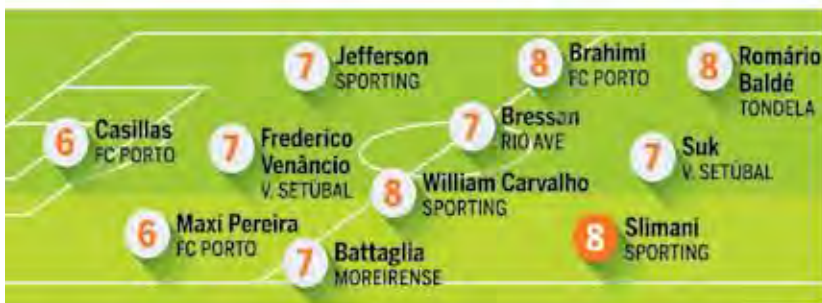 7 Jefferson
SPORTING
8 Brahimi
FC PORTO
8 Romário
Baldé
TONDELA
6 Casillas
FC PORTO
7 Frederico
Venâncio
V. SETÚBAL
7 Bressan
RIO AVE
7 Suk
V. SETÚBAL
8 William Carvalho
SPORTING
6 Maxi Pereira
FC PORTO
7 Battaglia
MOREIRENSE
8 Slimani
SPORTING